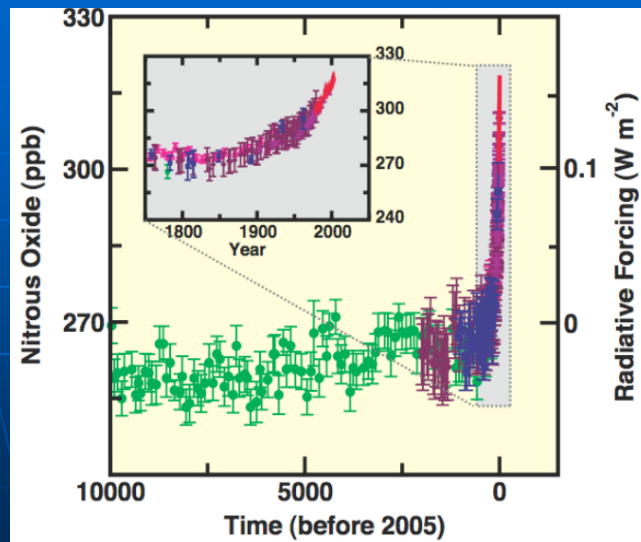 330
300
270
Nitrous Oxide (ppb)
330
300
270
240
1800 1900 2000
Year
0.1
0
Radiative Forcing (W m⁻²)
10000 5000 0
Time (before 2005)